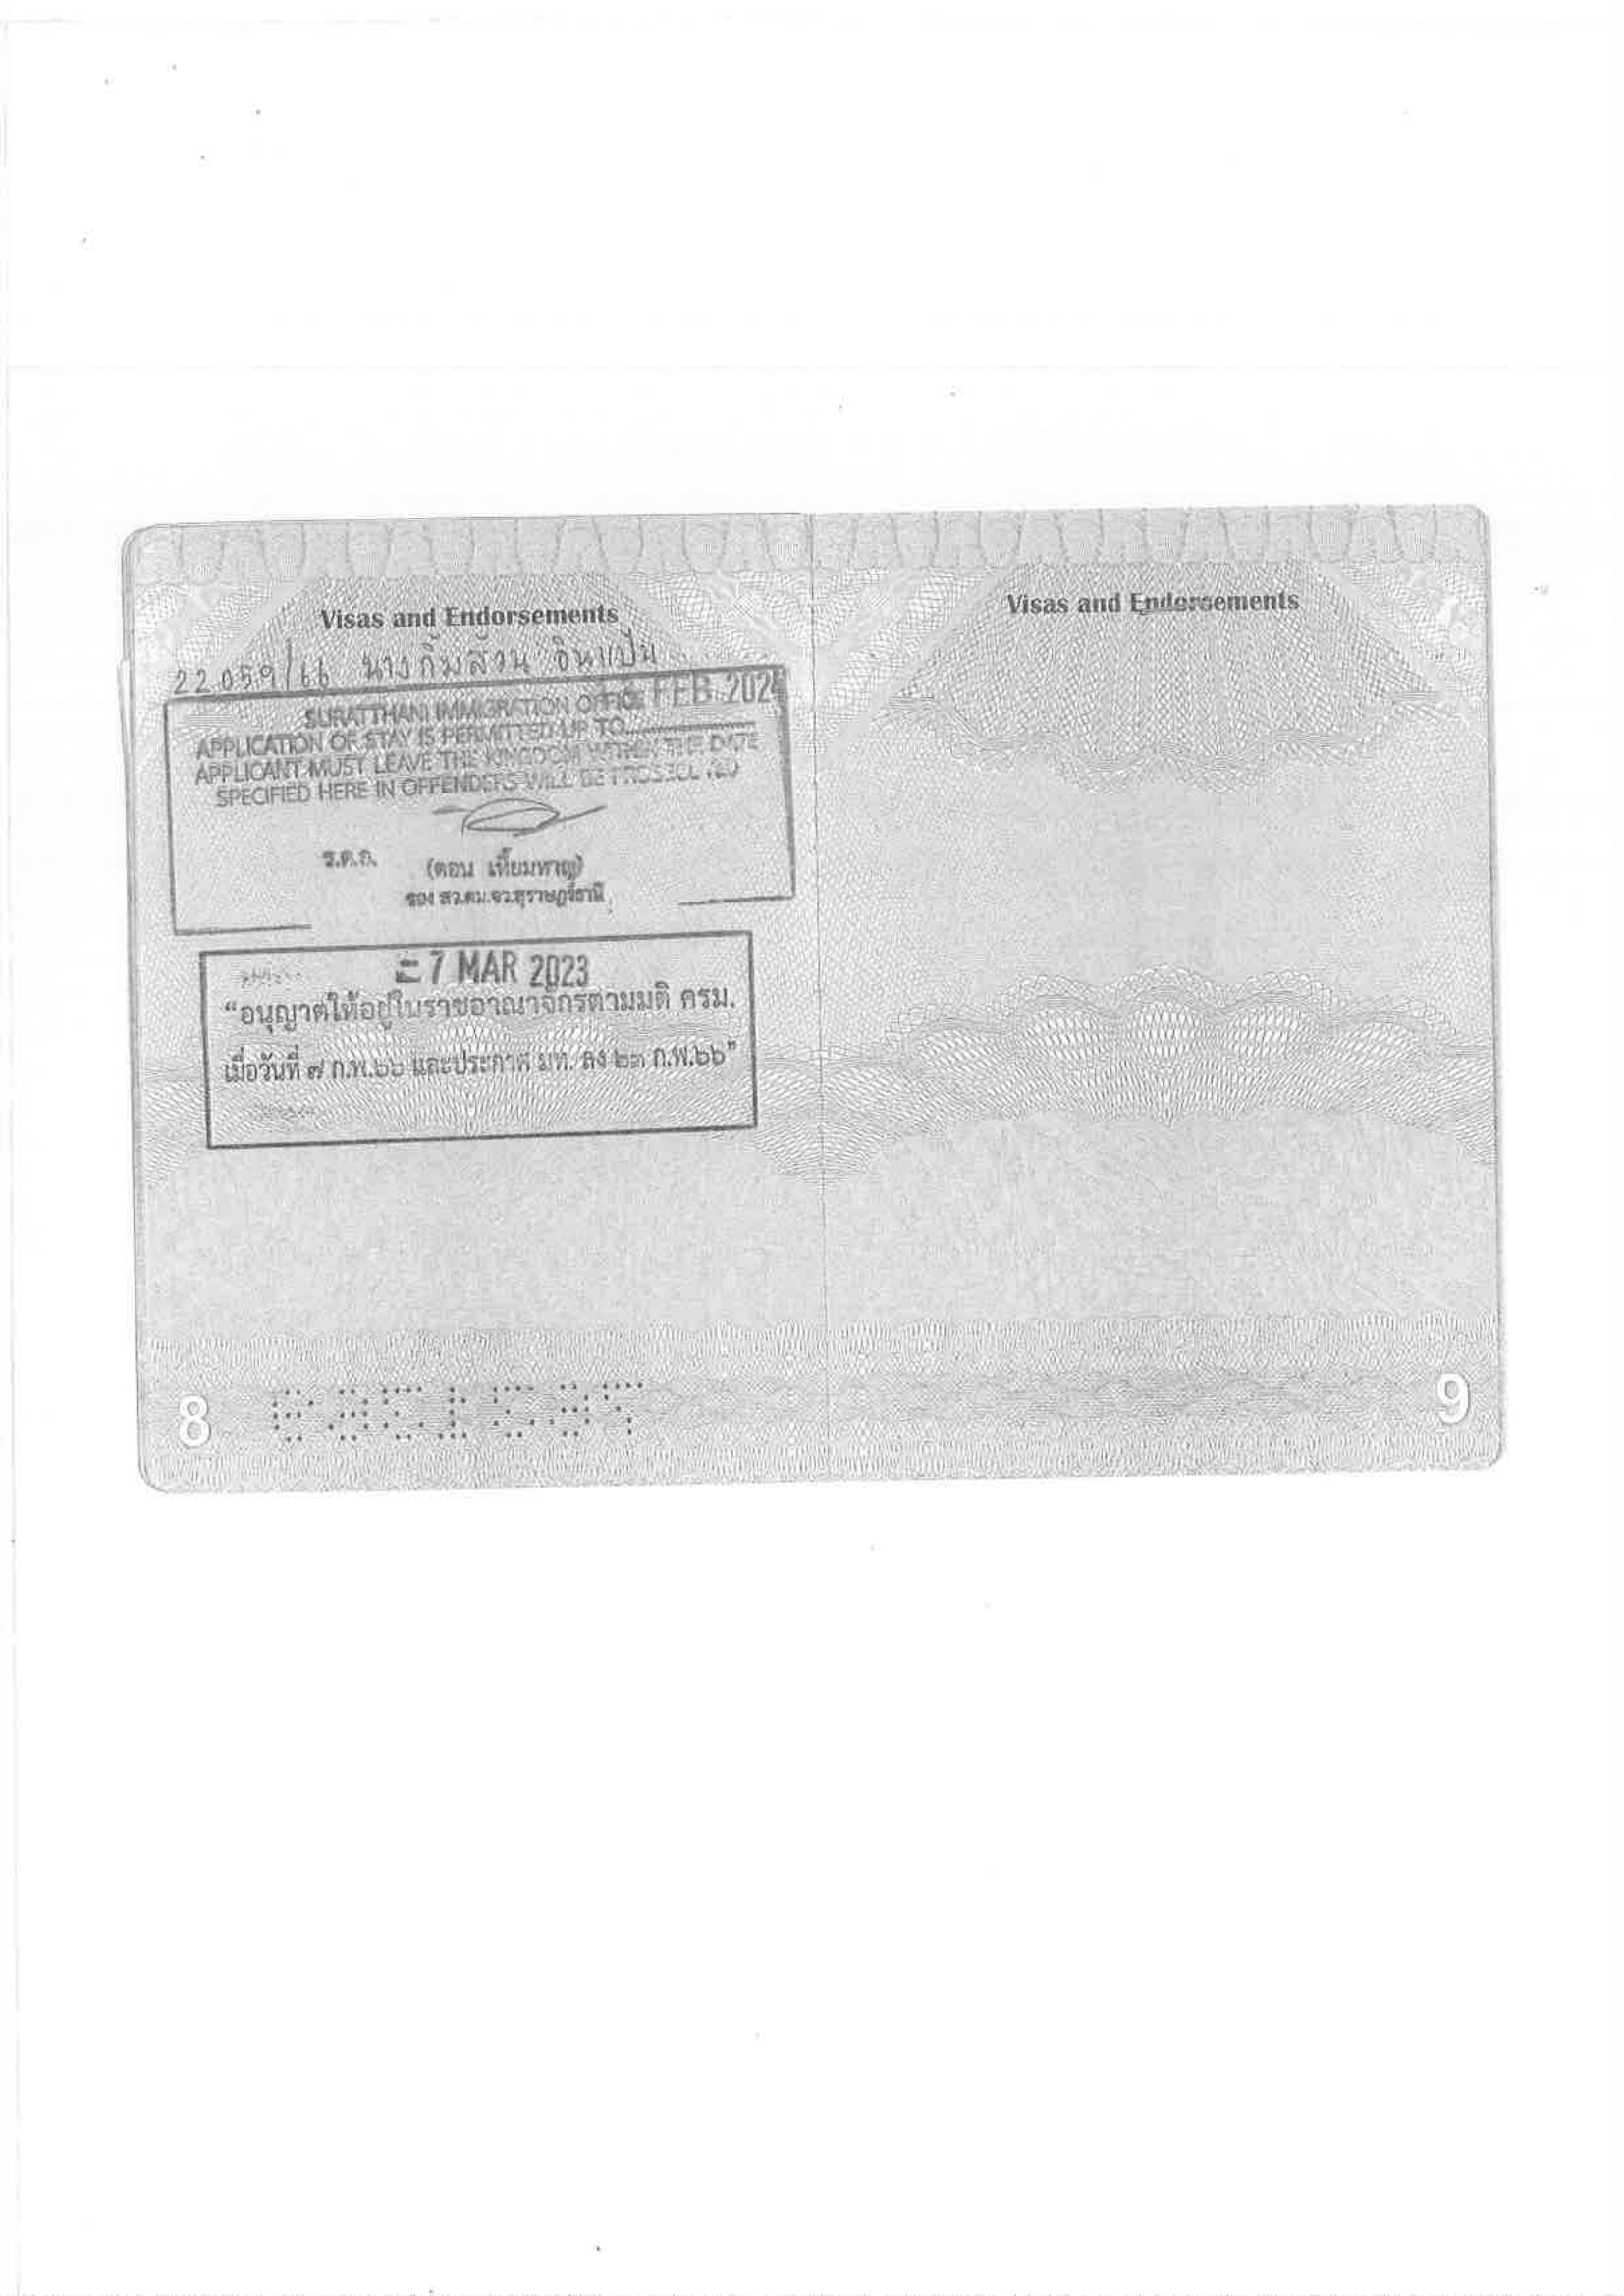 Visas and Endorsements
22.059/66 นางกิมส้วน อินแป้น
FEB 2024
SURATTHANI IMMIGRATION OFFICE
APPLICATION OF STAY IS PERMITTED UP TO
APPLICANT MUST LEAVE THE KINGDOM WITHIN THE DATE
SPECIFIED HERE IN OFFENDERS WILL BE PROSECUTED
ร.ต.ท.
(ตอน เทียมหาญ)
รอง สว.ตม.จว.สุราษฎร์ธานี
7 MAR 2023
“อนุญาตให้อยู่ในราชอาณาจักรตามมติ ครม.
เมื่อวันที่ ๗ ก.พ.๖๖ และประกาศ มท. ลง ๒๓ ก.พ.๖๖”
8
Visas and Endorsements
9